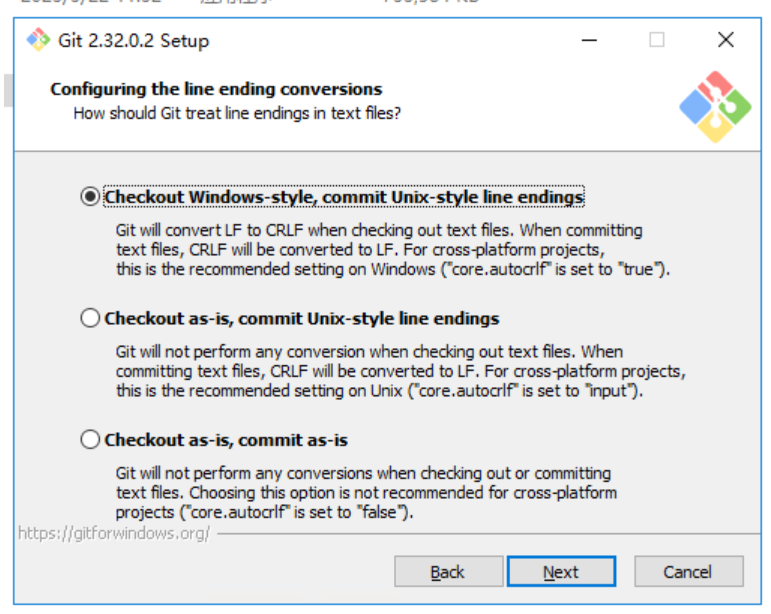 Git 2.32.0.2 Setup
Configuring the line ending conversions
How should Git treat line endings in text files?
Checkout Windows-style, commit Unix-style line endings
Git will convert LF to CRLF when checking out text files. When committing
text files, CRLF will be converted to LF. For cross-platform projects,
this is the recommended setting on Windows ("core.autocrlf" is set to "true").
Checkout as-is, commit Unix-style line endings
Git will not perform any conversion when checking out text files. When
committing text files, CRLF will be converted to LF. For cross-platform projects,
this is the recommended setting on Unix ("core.autocrlf" is set to "input").
Checkout as-is, commit as-is
Git will not perform any conversions when checking out or committing
text files. Choosing this option is not recommended for cross-platform
projects ("core.autocrlf" is set to "false").
https://gitforwindows.org/
Back Next Cancel